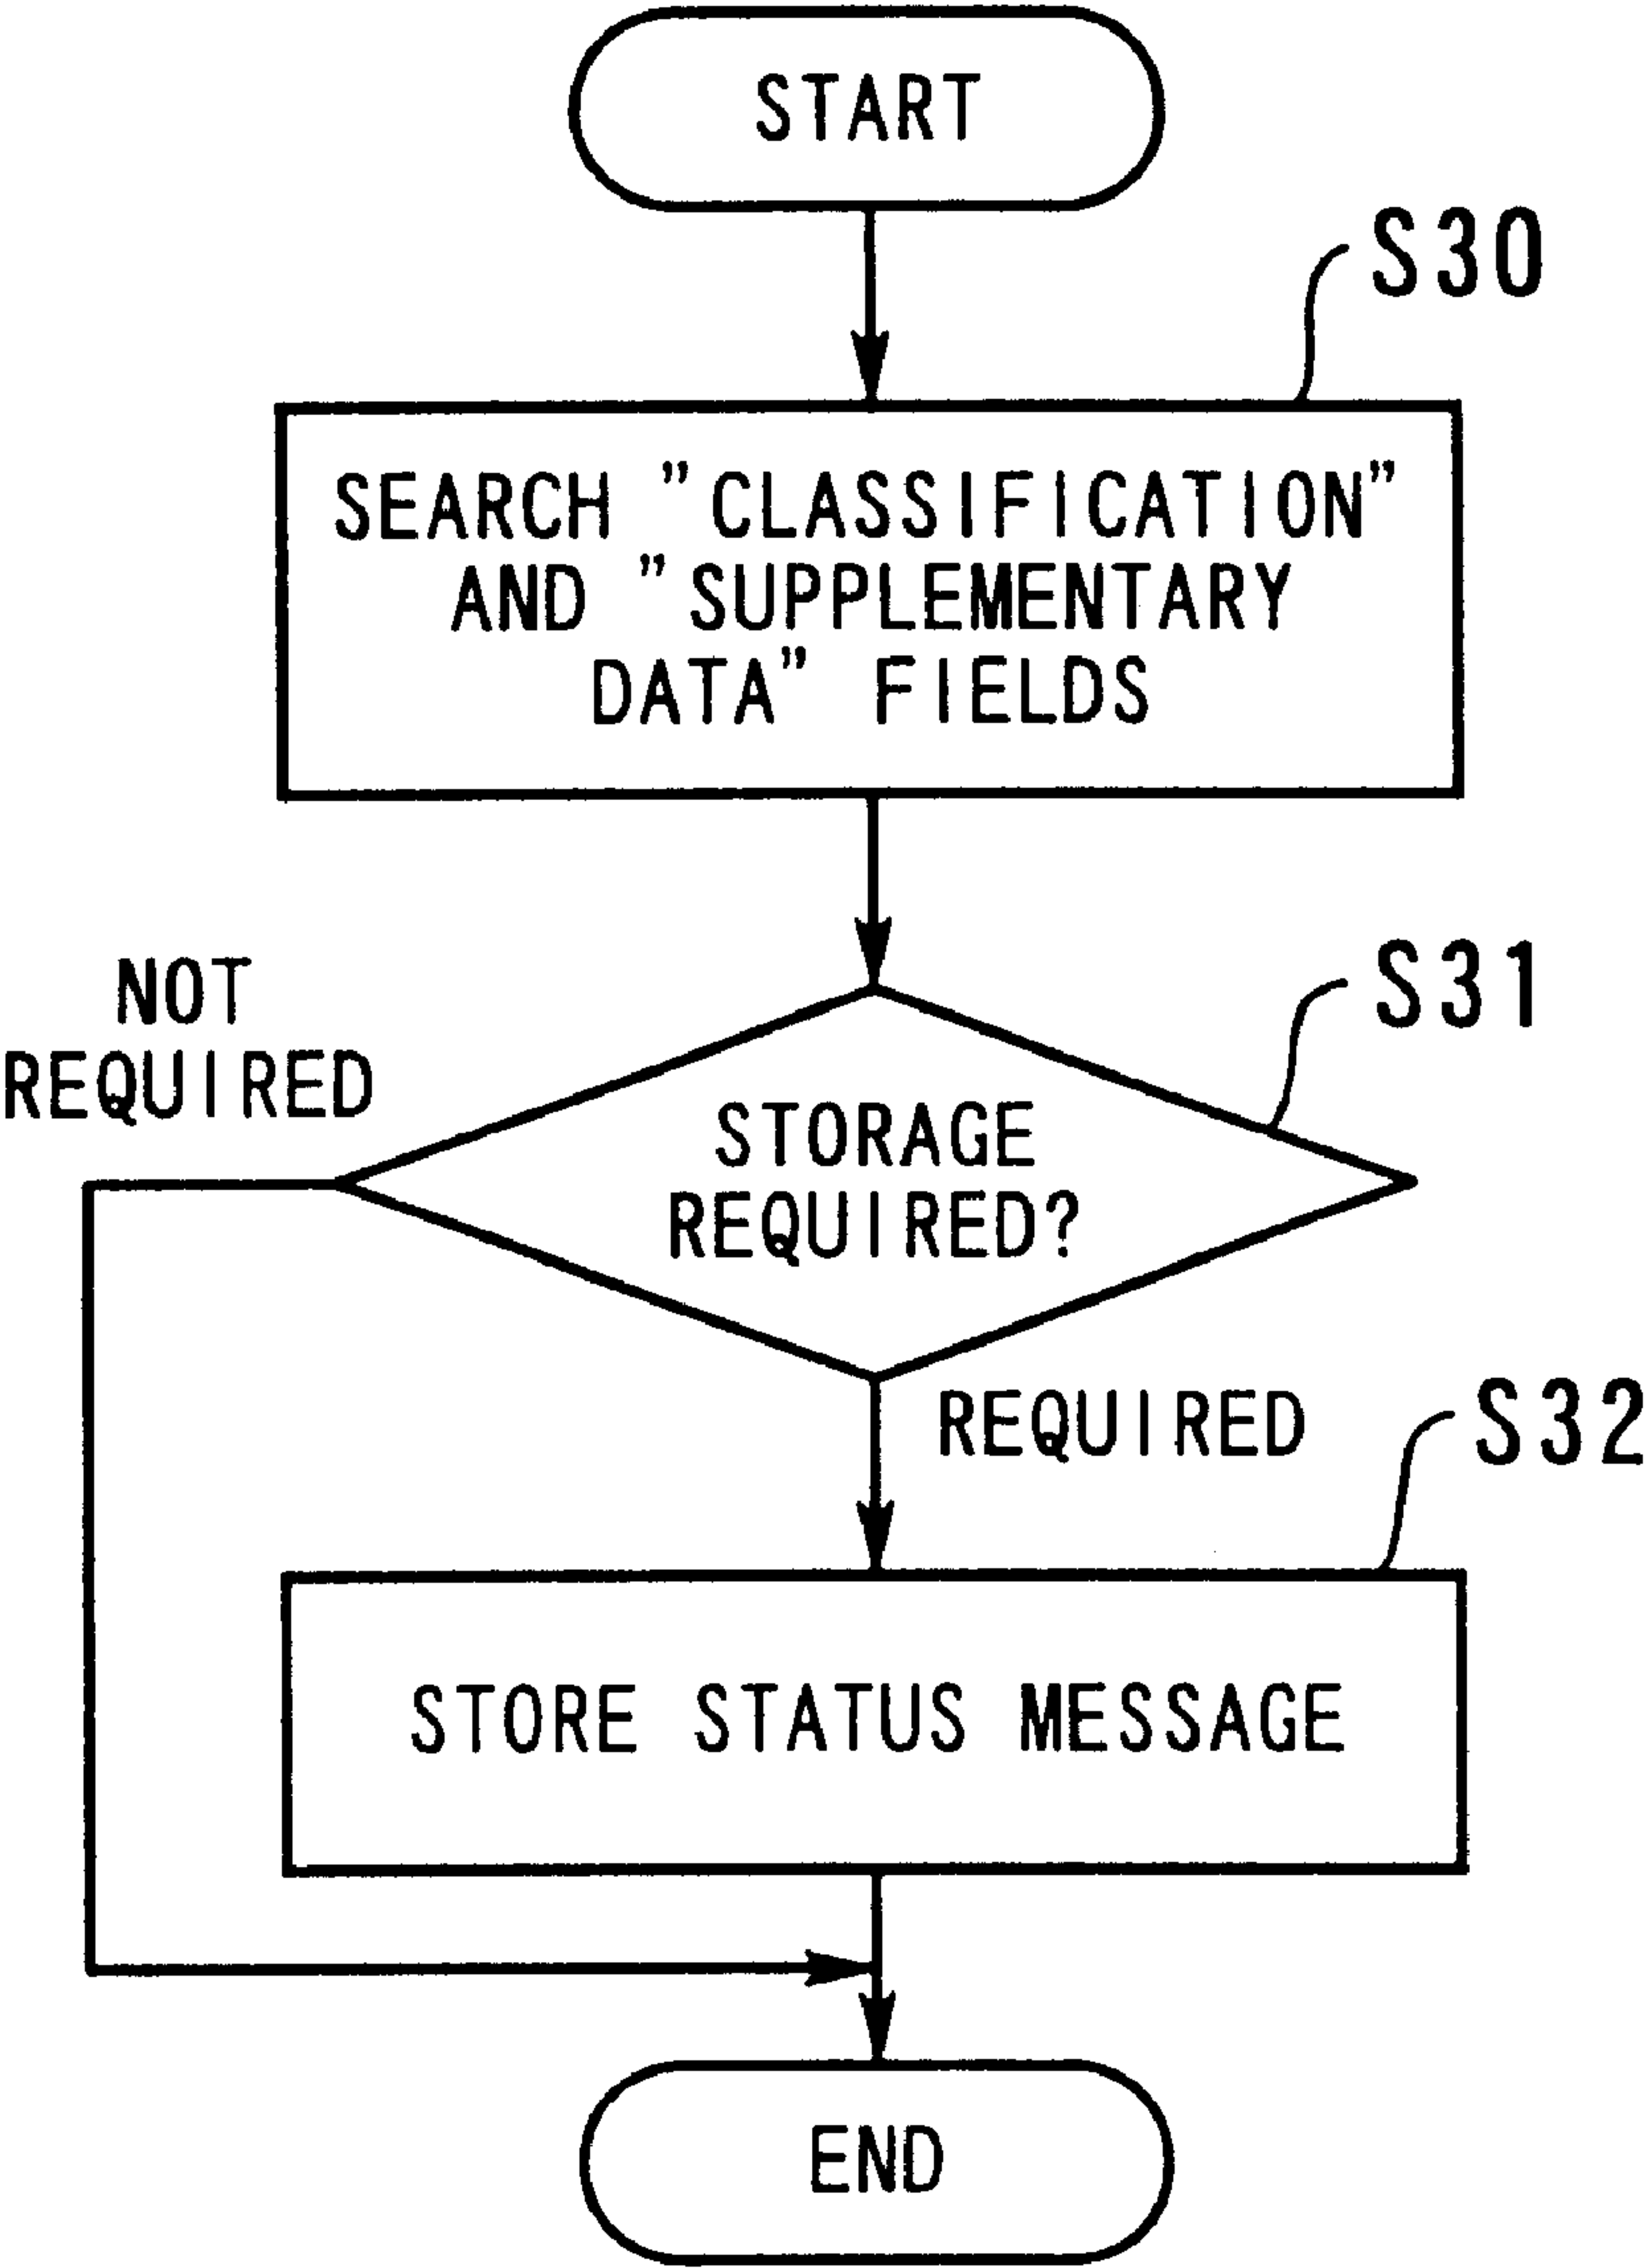 START
S30
SEARCH "CLASSIFICATION"
AND "SUPPLEMENTARY
DATA" FIELDS
S31
NOT
REQUIRED
STORAGE
REQUIRED?
REQUIRED
S32
STORE STATUS MESSAGE
END